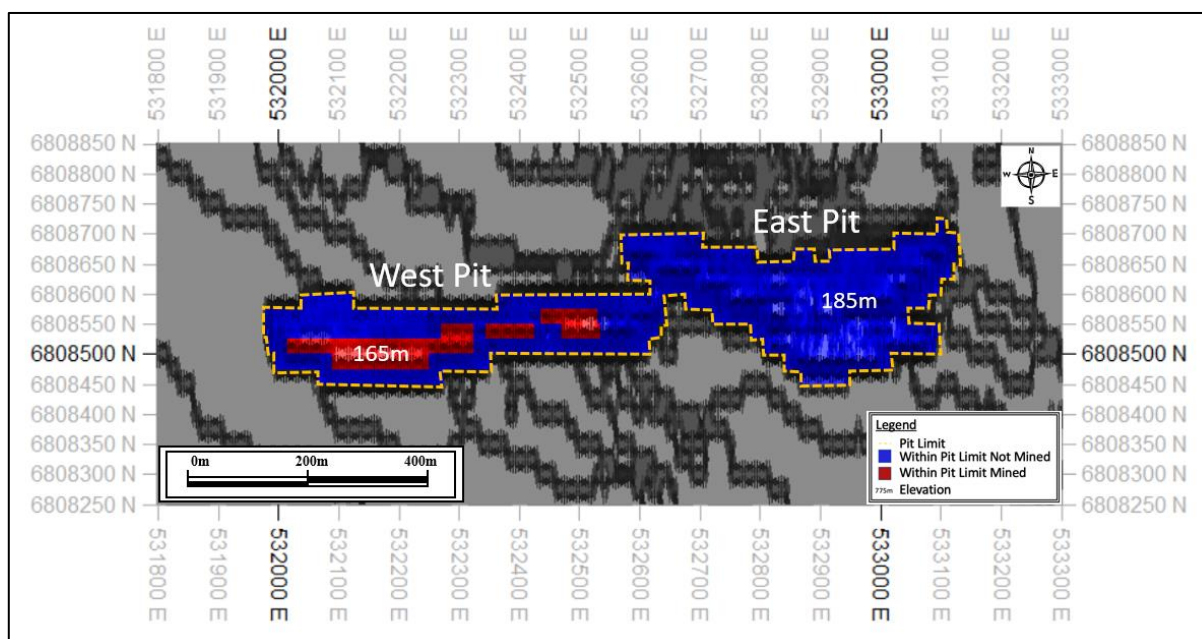 531800 E
531900 E
532000 E
532100 E
532200 E
532300 E
532400 E
532500 E
532600 E
532700 E
532800 E
532900 E
533000 E
533100 E
533200 E
533300 E
6808850 N 6808850 N
6808800 N 6808800 N
6808750 N 6808750 N
6808700 N 6808700 N
6808650 N 6808650 N
6808600 N 6808600 N
6808550 N 6808550 N
6808500 N 6808500 N
6808450 N 6808450 N
6808400 N 6808400 N
6808350 N 6808350 N
6808300 N 6808300 N
6808250 N 6808250 N
N
W E
S
East Pit
West Pit
185m
165m
Legend
Pit Limit
Within Pit Limit Not Mined
Within Pit Limit Mined
775m Elevation
0m 200m 400m
531800 E
531900 E
532000 E
532100 E
532200 E
532300 E
532400 E
532500 E
532600 E
532700 E
532800 E
532900 E
533000 E
533100 E
533200 E
533300 E